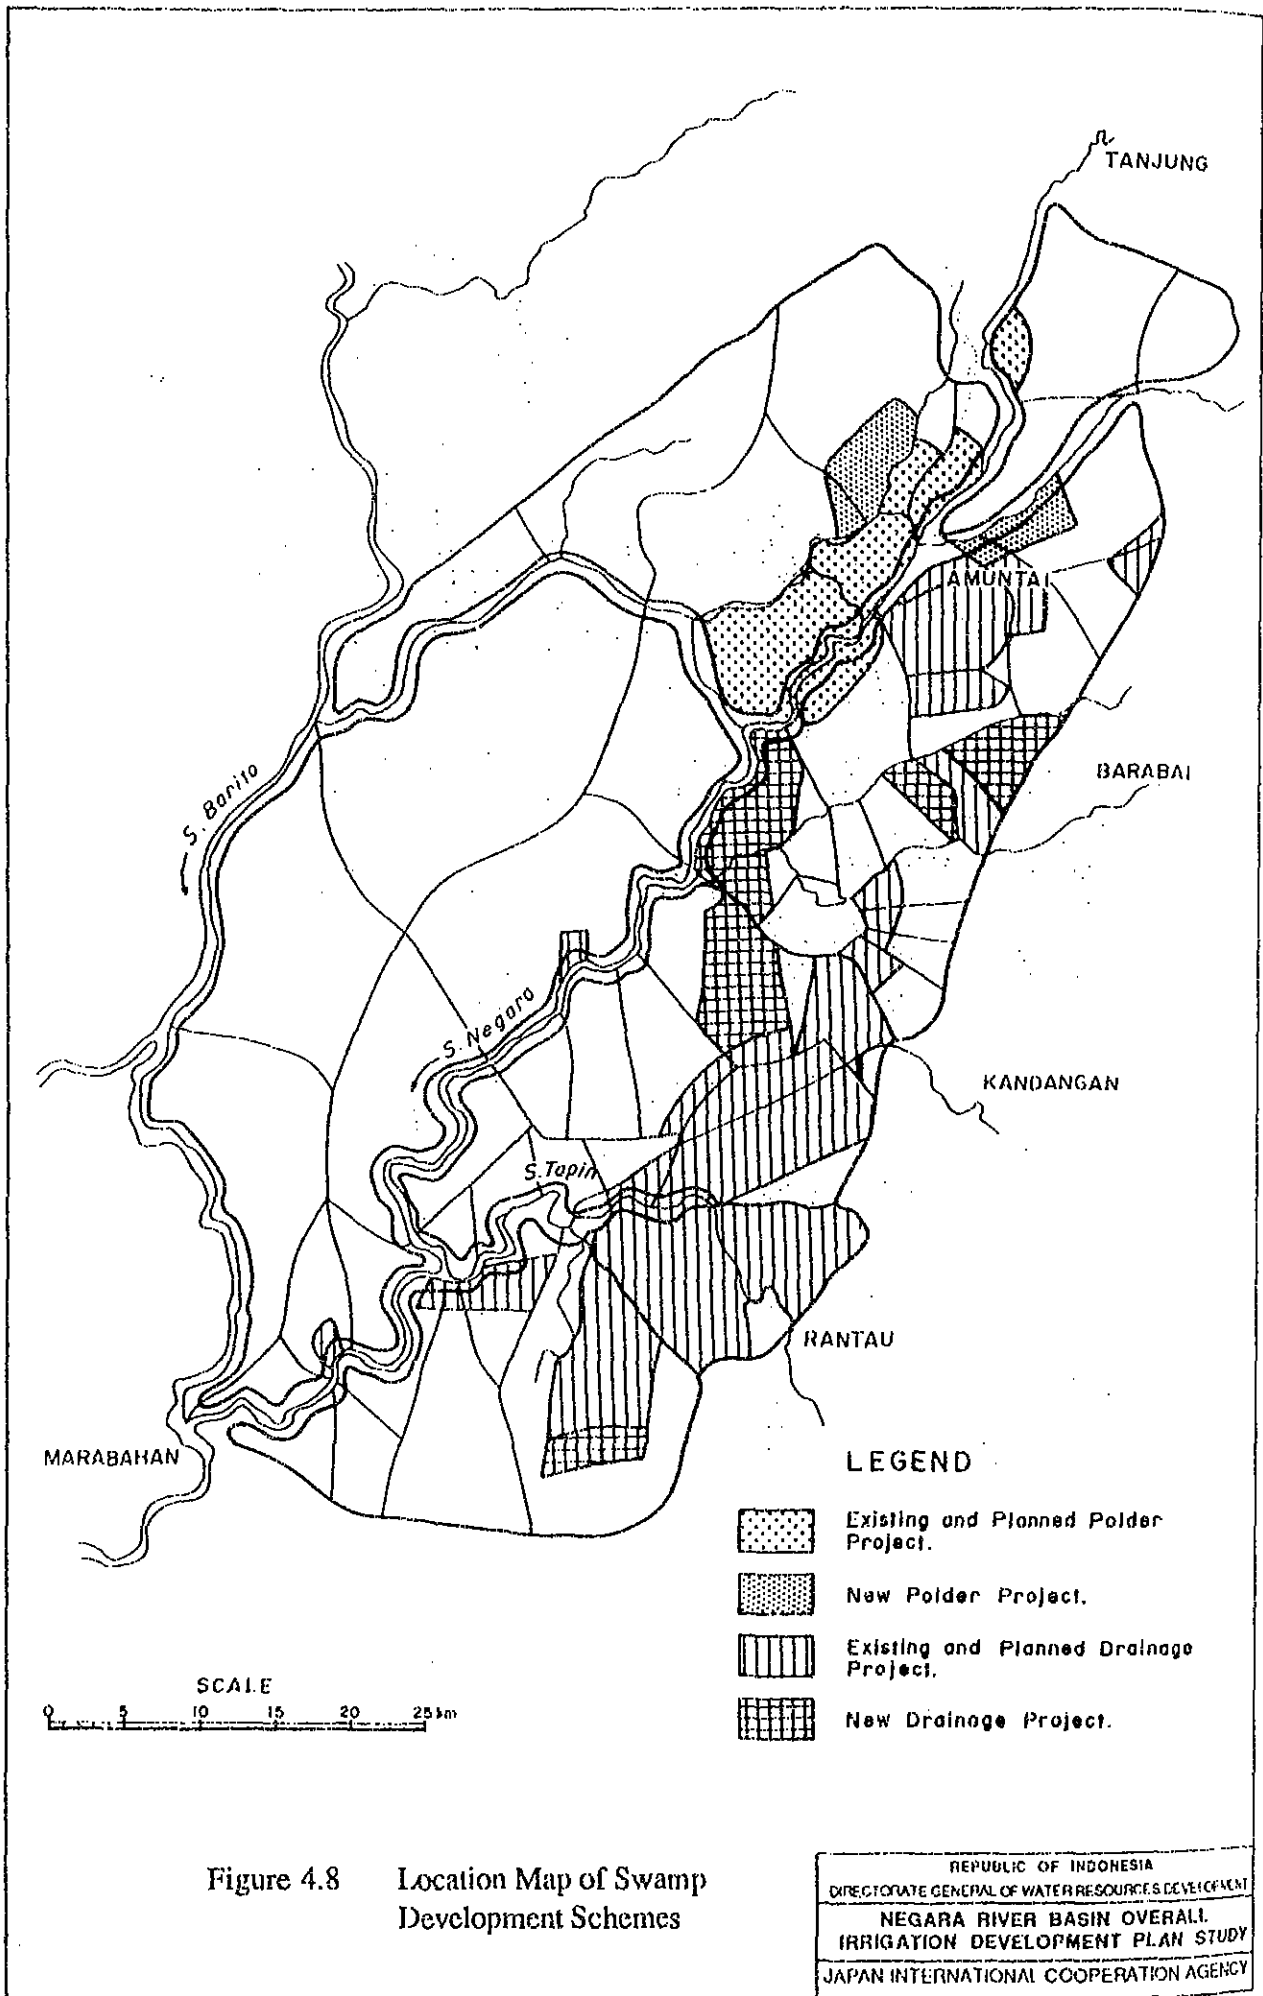 TANJUNG
AMUNTAI
BARABAI
S. Barito
S. Negara
KANDANGAN
S. Tapin
RANTAU
MARABAHAN
LEGEND
Existing and Planned Polder
Project.
New Polder Project.
Existing and Planned Drainage
Project.
New Drainage Project.
SCALE
0 5 10 15 20 25 km
Figure 4.8 Location Map of Swamp
Development Schemes
REPUBLIC OF INDONESIA
DIRECTORATE GENERAL OF WATER RESOURCES DEVELOPMENT
NEGARA RIVER BASIN OVERALL
IRRIGATION DEVELOPMENT PLAN STUDY
JAPAN INTERNATIONAL COOPERATION AGENCY